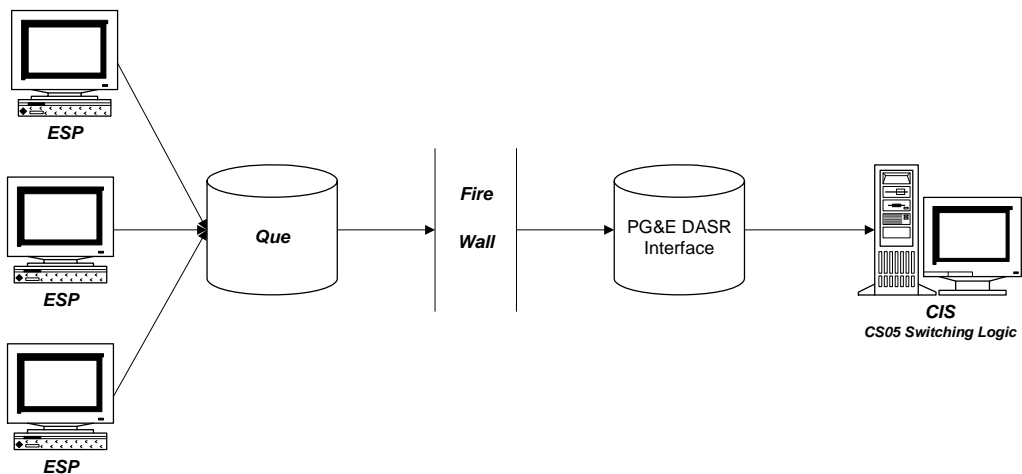 ESP
ESP
ESP
Que
Fire
Wall
PG&E DASR
Interface
CIS
CS05 Switching Logic